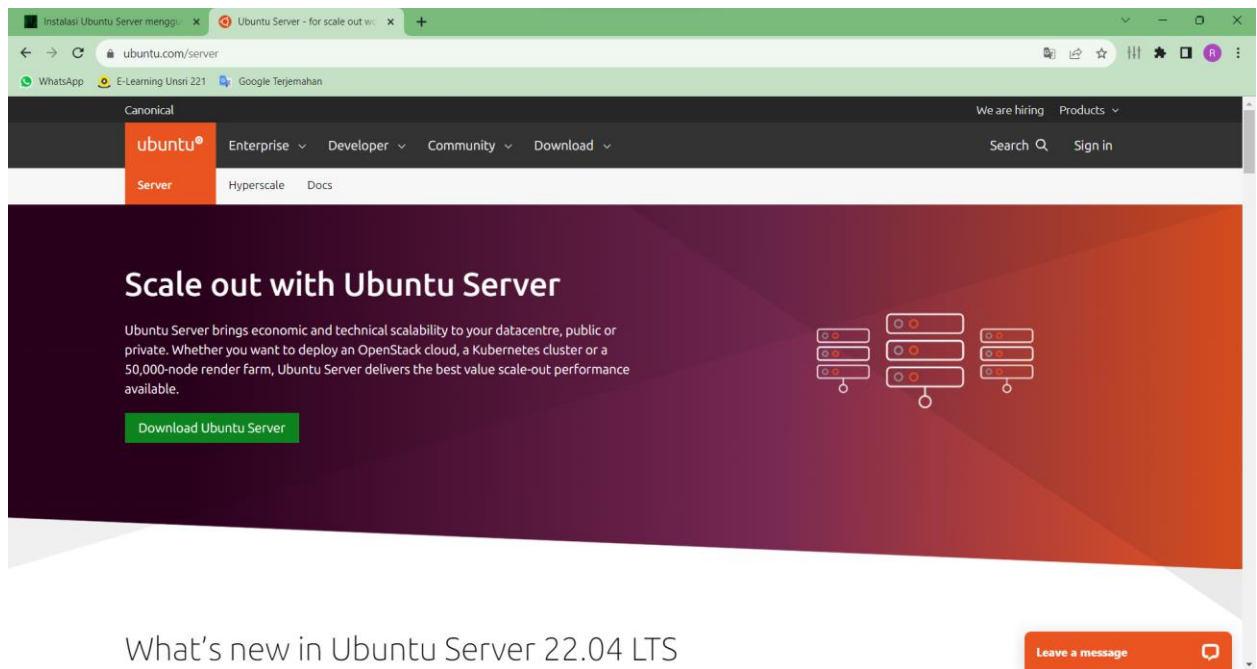 Instalasi Ubuntu Server menggu
Ubuntu Server - for scale out wo
ubuntu.com/server
R
WhatsApp
E-Learning Unsri 221
Google Terjemahan
Canonical
We are hiring
Products
ubuntu®
Enterprise
Developer
Community
Download
Search
Sign in
Server
Hyperscale
Docs
Scale out with Ubuntu Server
Ubuntu Server brings economic and technical scalability to your datacentre, public or
private. Whether you want to deploy an OpenStack cloud, a Kubernetes cluster or a
50,000-node render farm, Ubuntu Server delivers the best value scale-out performance
available.
Download Ubuntu Server
What's new in Ubuntu Server 22.04 LTS
Leave a message